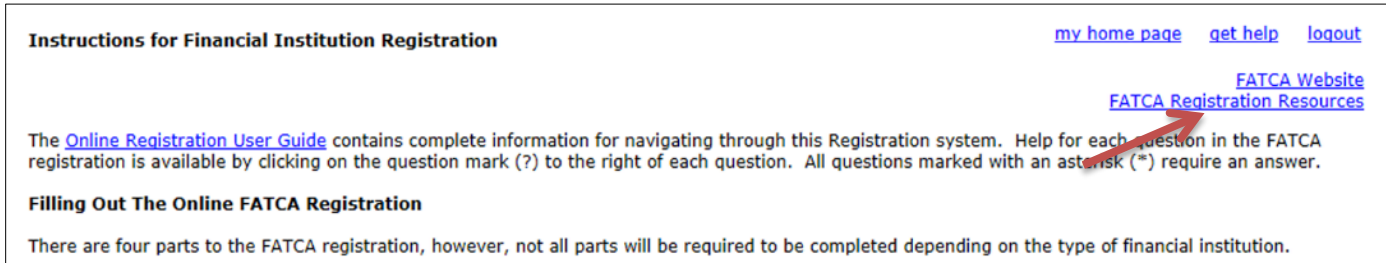 Instructions for Financial Institution Registration
my home page get help logout
FATCA Website
FATCA Registration Resources
The Online Registration User Guide contains complete information for navigating through this Registration system. Help for each question in the FATCA
registration is available by clicking on the question mark (?) to the right of each question. All questions marked with an asterisk (*) require an answer.
Filling Out The Online FATCA Registration
There are four parts to the FATCA registration, however, not all parts will be required to be completed depending on the type of financial institution.